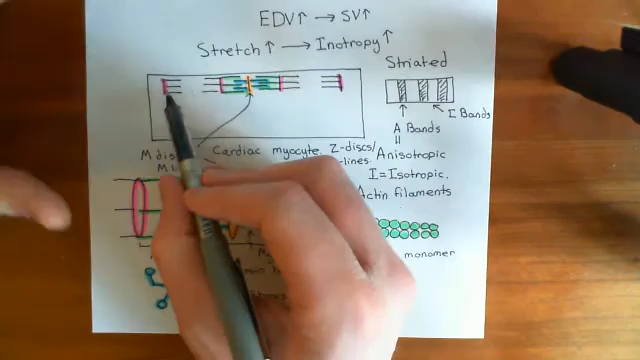 EDV↑ → SV↑
Stretch↑ → Inotropy↑
Striated
I Bands
A Bands
=
Anisotropic
I = Isotropic.
M
Cardiac myocyte
Z-discs/
-lines.
M
Actin filaments
monomer